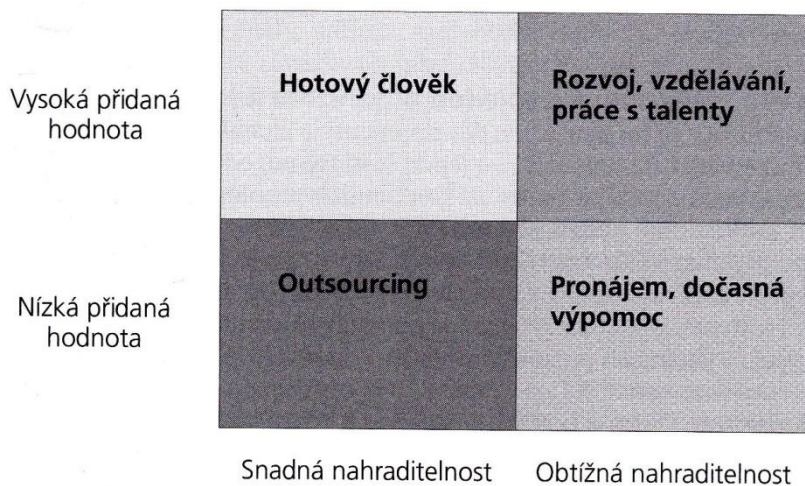 Vysoká přidaná
hodnota
Hotový člověk
Rozvoj, vzdělávání,
práce s talenty
Nízká přidaná
hodnota
Outsourcing
Pronájem, dočasná
výpomoc
Snadná nahraditelnost
Obtížná nahraditelnost